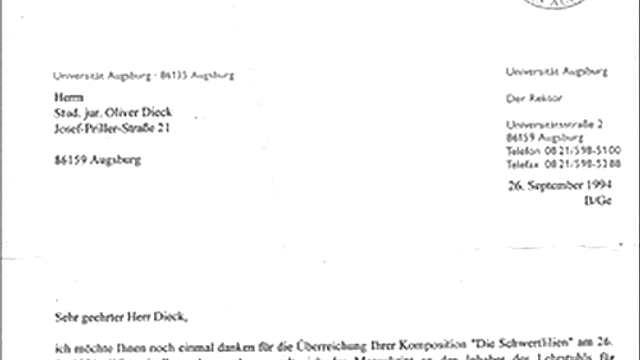 Universität Augsburg · 86135 Augsburg
Herrn
Stud. jur. Oliver Dieck
Josef-Priller-Straße 21
86159 Augsburg
Universität Augsburg
Der Rektor
Universitätsstraße 2
86159 Augsburg
Telefon 0821/598-5100
Telefax 0821/598-5288
26. September 1994
B/Ge
Sehr geehrter Herr Dieck,
ich möchte Ihnen noch einmal danken für die Überreichung Ihrer Komposition "Die Schwertlilien" am 26.